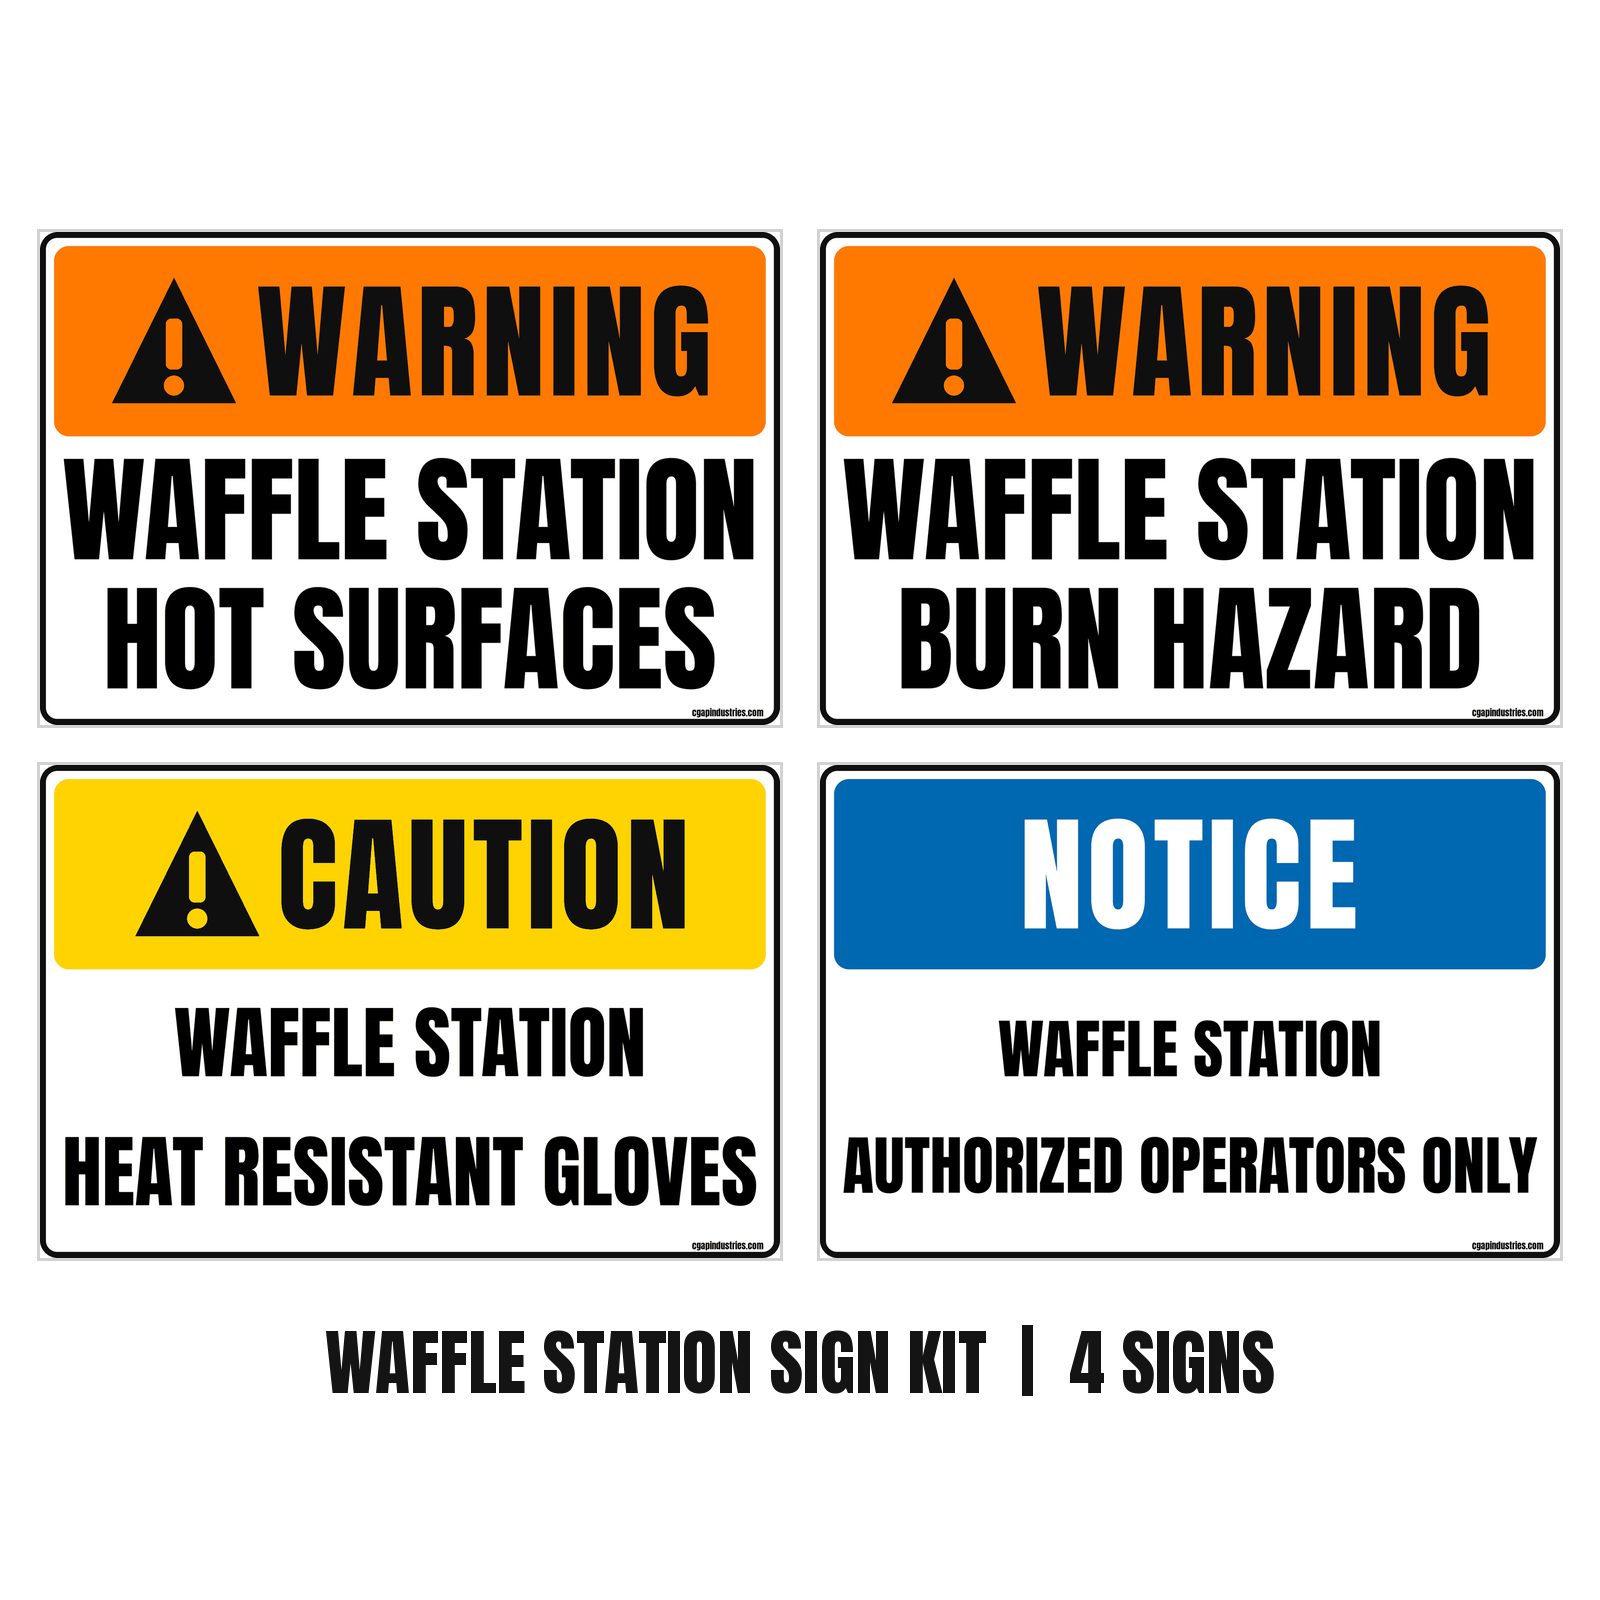 WARNING
WAFFLE STATION
HOT SURFACES
cgapindustries.com
WARNING
WAFFLE STATION
BURN HAZARD
cgapindustries.com
CAUTION
WAFFLE STATION
HEAT RESISTANT GLOVES
cgapindustries.com
NOTICE
WAFFLE STATION
AUTHORIZED OPERATORS ONLY
cgapindustries.com
WAFFLE STATION SIGN KIT | 4 SIGNS